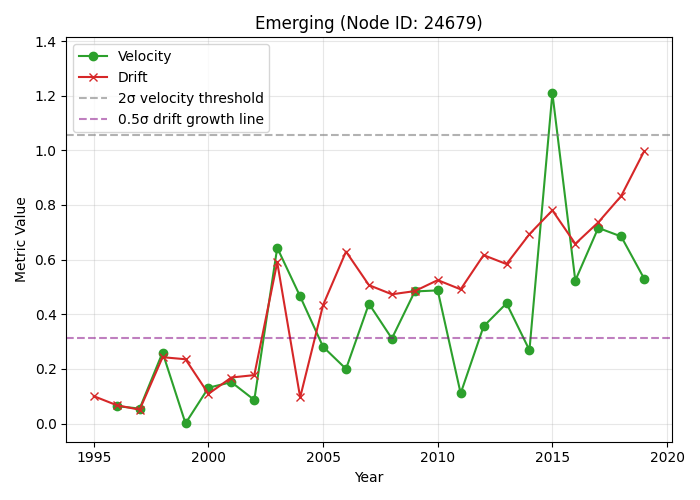 Emerging (Node ID: 24679)
Velocity
Drift
2σ velocity threshold
0.5σ drift growth line
Metric Value
1.4
1.2
1.0
0.8
0.6
0.4
0.2
0.0
1995
2000
2005
2010
2015
2020
Year